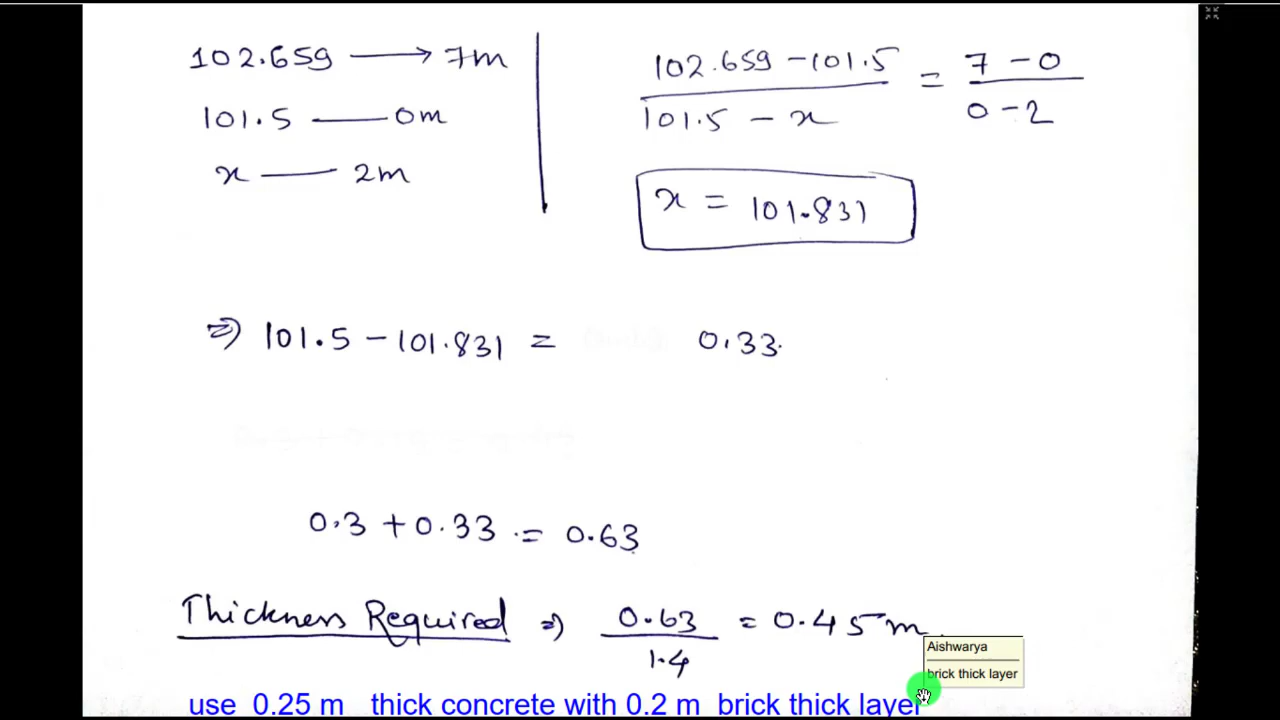 102.659 → 7m
101.5 — 0m
x — 2m
102.659 - 101.5 / 101.5 - x = 7 - 0 / 0 - 2
x = 101.831
⇒ 101.5 - 101.831 = 0.33
0.3 + 0.33 = 0.63
Thickness Required ⇒ 0.63 / 1.4 = 0.45m
Aishwarya
brick thick layer
use 0.25 m thick concrete with 0.2 m brick thick layer